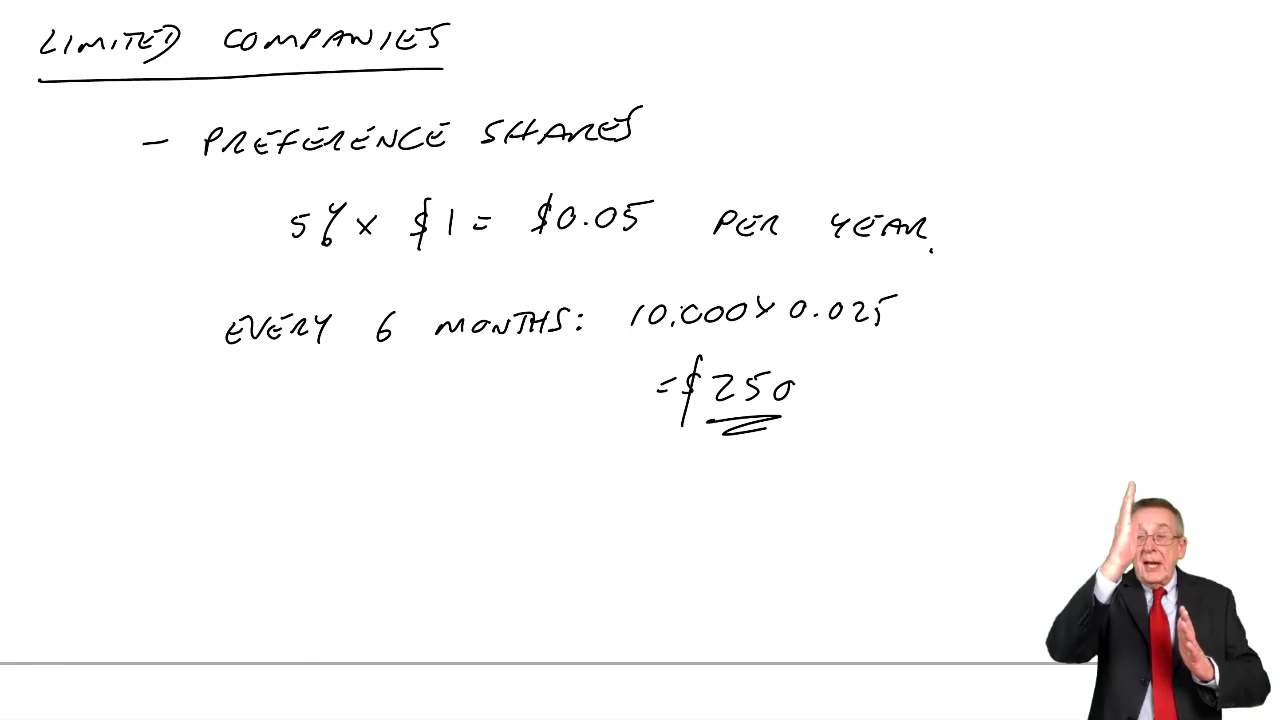 LIMITED COMPANIES
- PREFERENCE SHARES
5% x $1 = $0.05 PER YEAR.
EVERY 6 MONTHS: 10,000 x 0.025
= $250